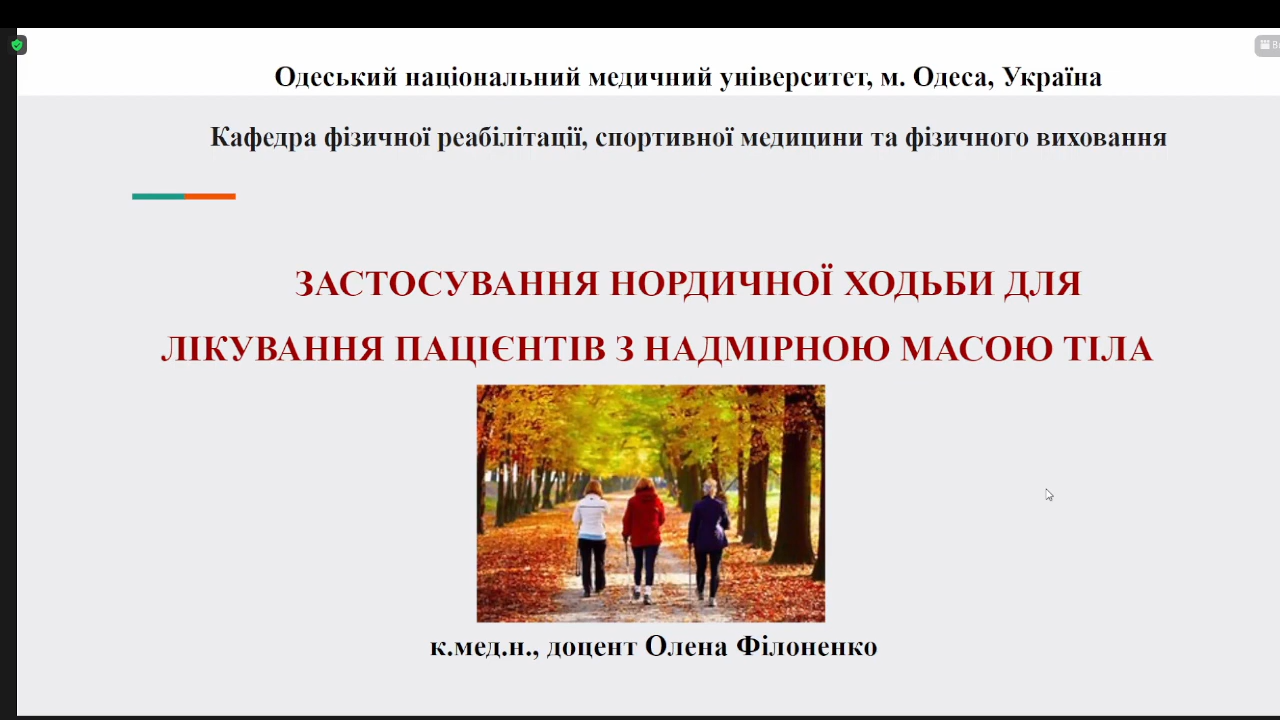 Одеський національний медичний університет, м. Одеса, Україна
Кафедра фізичної реабілітації, спортивної медицини та фізичного виховання
ЗАСТОСУВАННЯ НОРДИЧНОЇ ХОДЬБИ ДЛЯ
ЛІКУВАННЯ ПАЦІЄНТІВ З НАДМІРНОЮ МАСОЮ ТІЛА
к.мед.н., доцент Олена Філоненко